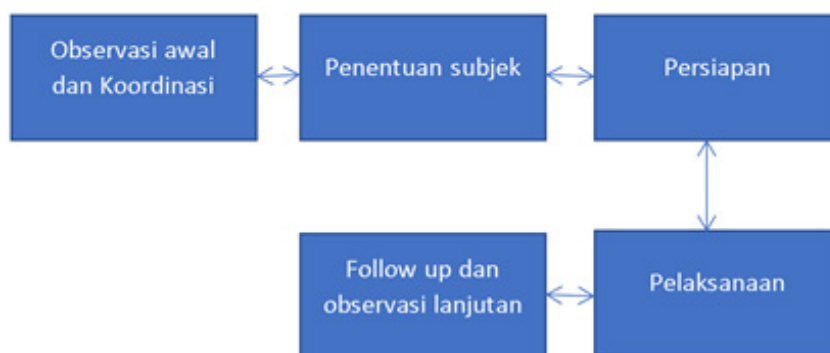 Observasi awal
dan Koordinasi
Penentuan subjek
Persiapan
Follow up dan
observasi lanjutan
Pelaksanaan